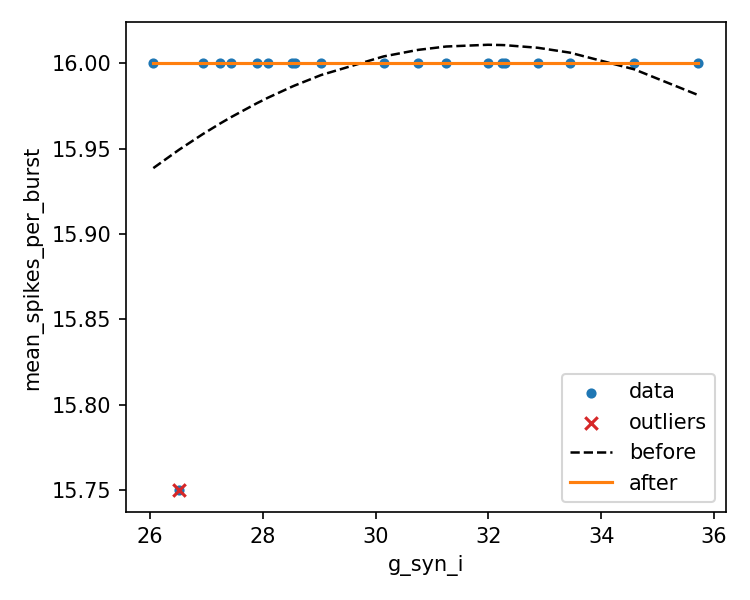 16.00
15.95
15.90
15.85
15.80
15.75
mean_spikes_per_burst
26 28 30 32 34 36
g_syn_i
data
outliers
before
after